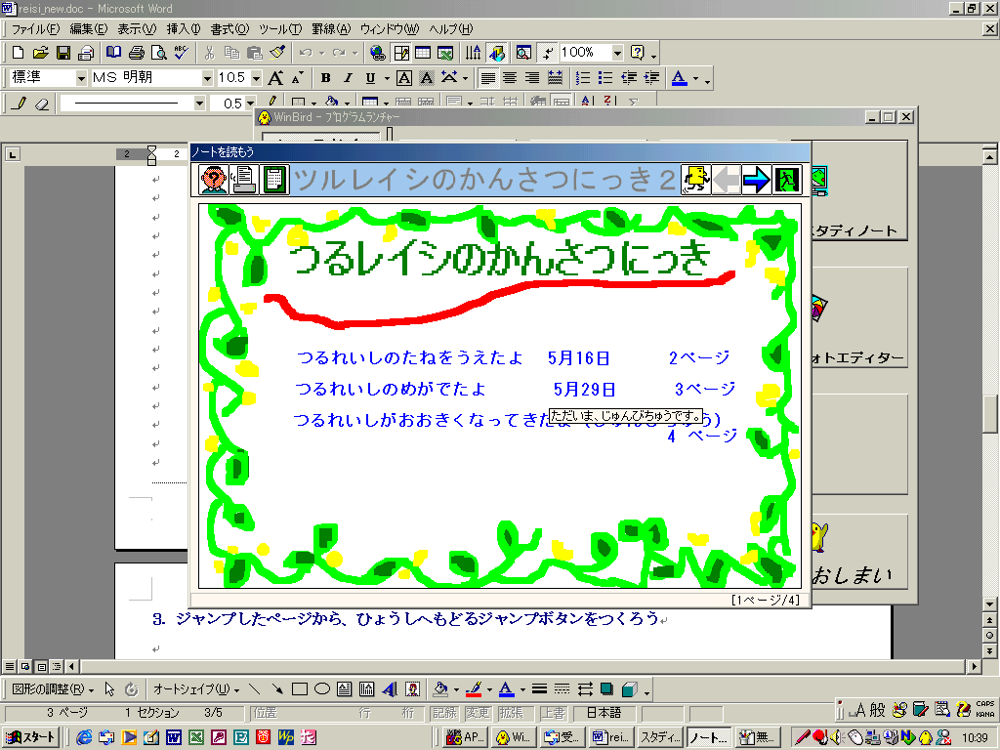 reisi_new.doc - Microsoft Word
ファイル(F) 編集(E) 表示(V) 挿入(I) 書式(O) ツール(T) 罫線(A) ウィンドウ(W) ヘルプ(H)
100%
標準 MS 明朝 10.5 A A B I U A A A
0.5
WinBird - プログラムランチャー
2 2
ノートを読もう
ツルレイシのかんさつにっき２
つるレイシのかんさつにっき
つるれいしのたねをうえたよ 5月16日 2ページ
つるれいしのめがでたよ 5月29日 3ページ
ただいま、じゅんびちゅうです。
つるれいしがおおきくなってきたよ
4 ページ
[1ページ/4]
スタディノート
ォトエディター
おしまい
3. ジャンプしたページから、ひょうしへもどるジャンプボタンをつくろう
図形の調整(R) オートシェイプ(U)
3 ページ 1 セクション 3/5 位置 行 桁 記録 変更 拡張 上書 日本語
A 般 CAPS
KANA
スタート AP... Wi... 受... rei... スタディ... ノート... 無... 10:39